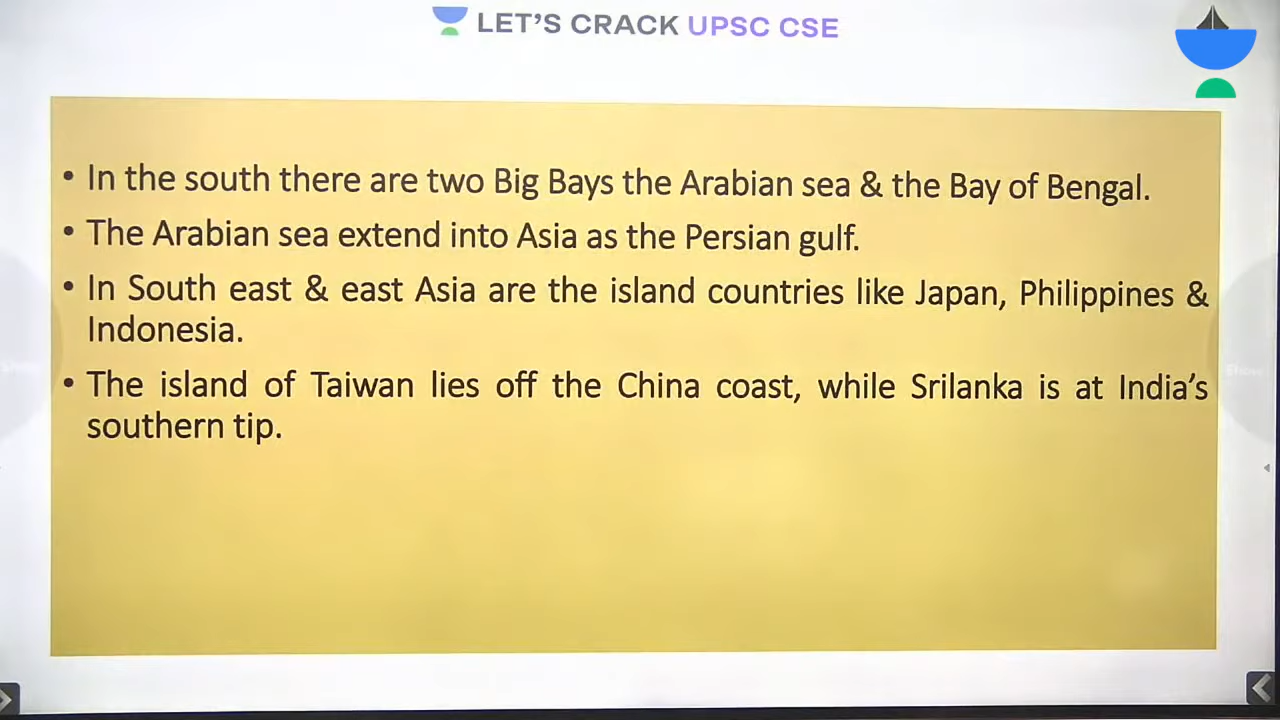 LET'S CRACK UPSC CSE
• In the south there are two Big Bays the Arabian sea & the Bay of Bengal.
• The Arabian sea extend into Asia as the Persian gulf.
• In South east & east Asia are the island countries like Japan, Philippines &
Indonesia.
• The island of Taiwan lies off the China coast, while Srilanka is at India's
southern tip.